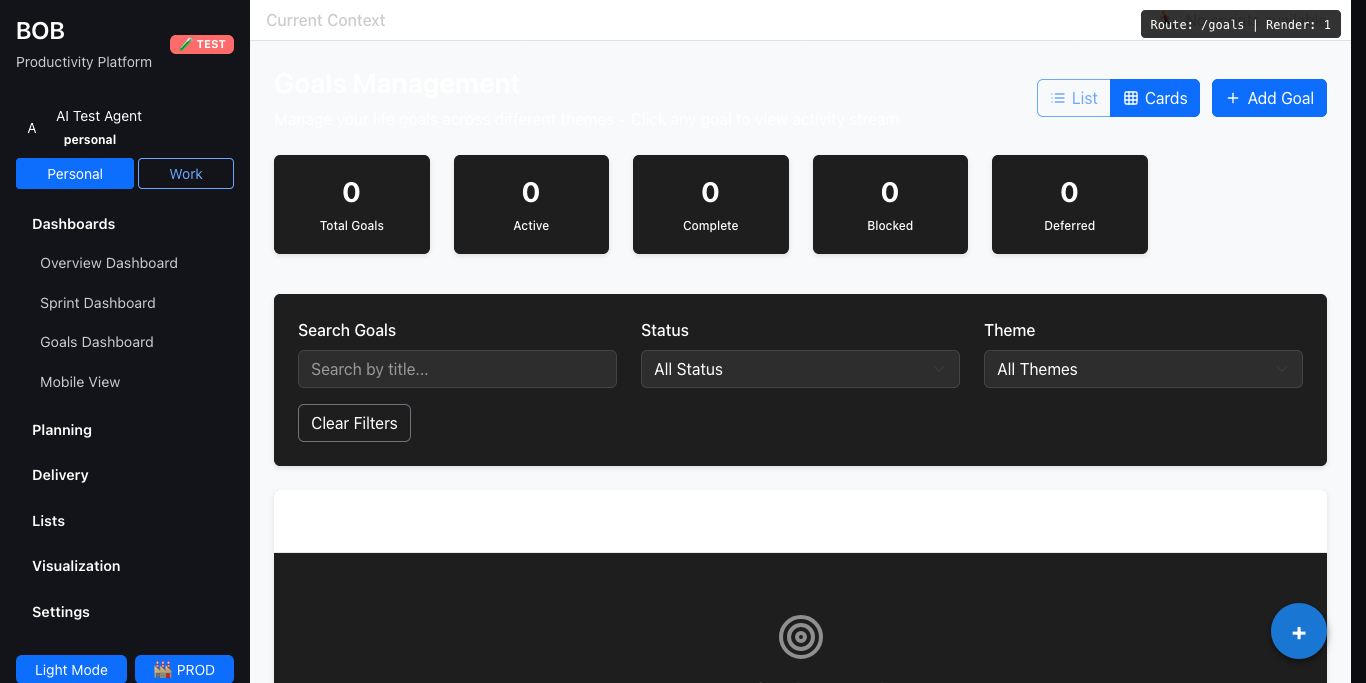 BOB
🧪 TEST
Productivity Platform
A
AI Test Agent
personal
Personal
Work
Dashboards
Overview Dashboard
Sprint Dashboard
Goals Dashboard
Mobile View
Planning
Delivery
Lists
Visualization
Settings
Light Mode
🏭 PROD
Current Context
Route: /goals | Render: 1
Goals Management
Manage your life goals across different themes - Click any goal to view activity stream
List
Cards
+ Add Goal
0
Total Goals
0
Active
0
Complete
0
Blocked
0
Deferred
Search Goals
Search by title...
Status
All Status
Theme
All Themes
Clear Filters
+